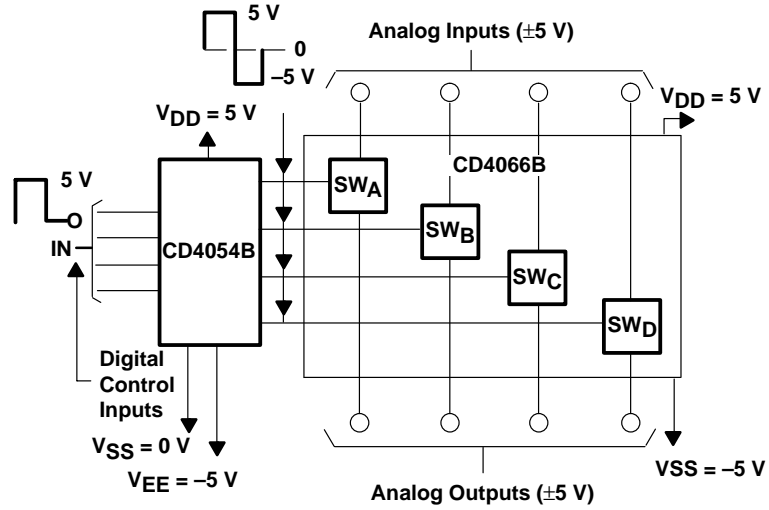 5 V
0
–5 V
Analog Inputs (±5 V)
VDD = 5 V
VDD = 5 V
CD4066B
SWA
5 V
SWB
IN
CD4054B
SWC
SWD
Digital
Control
Inputs
VSS = 0 V
VEE = –5 V
VSS = –5 V
Analog Outputs (±5 V)